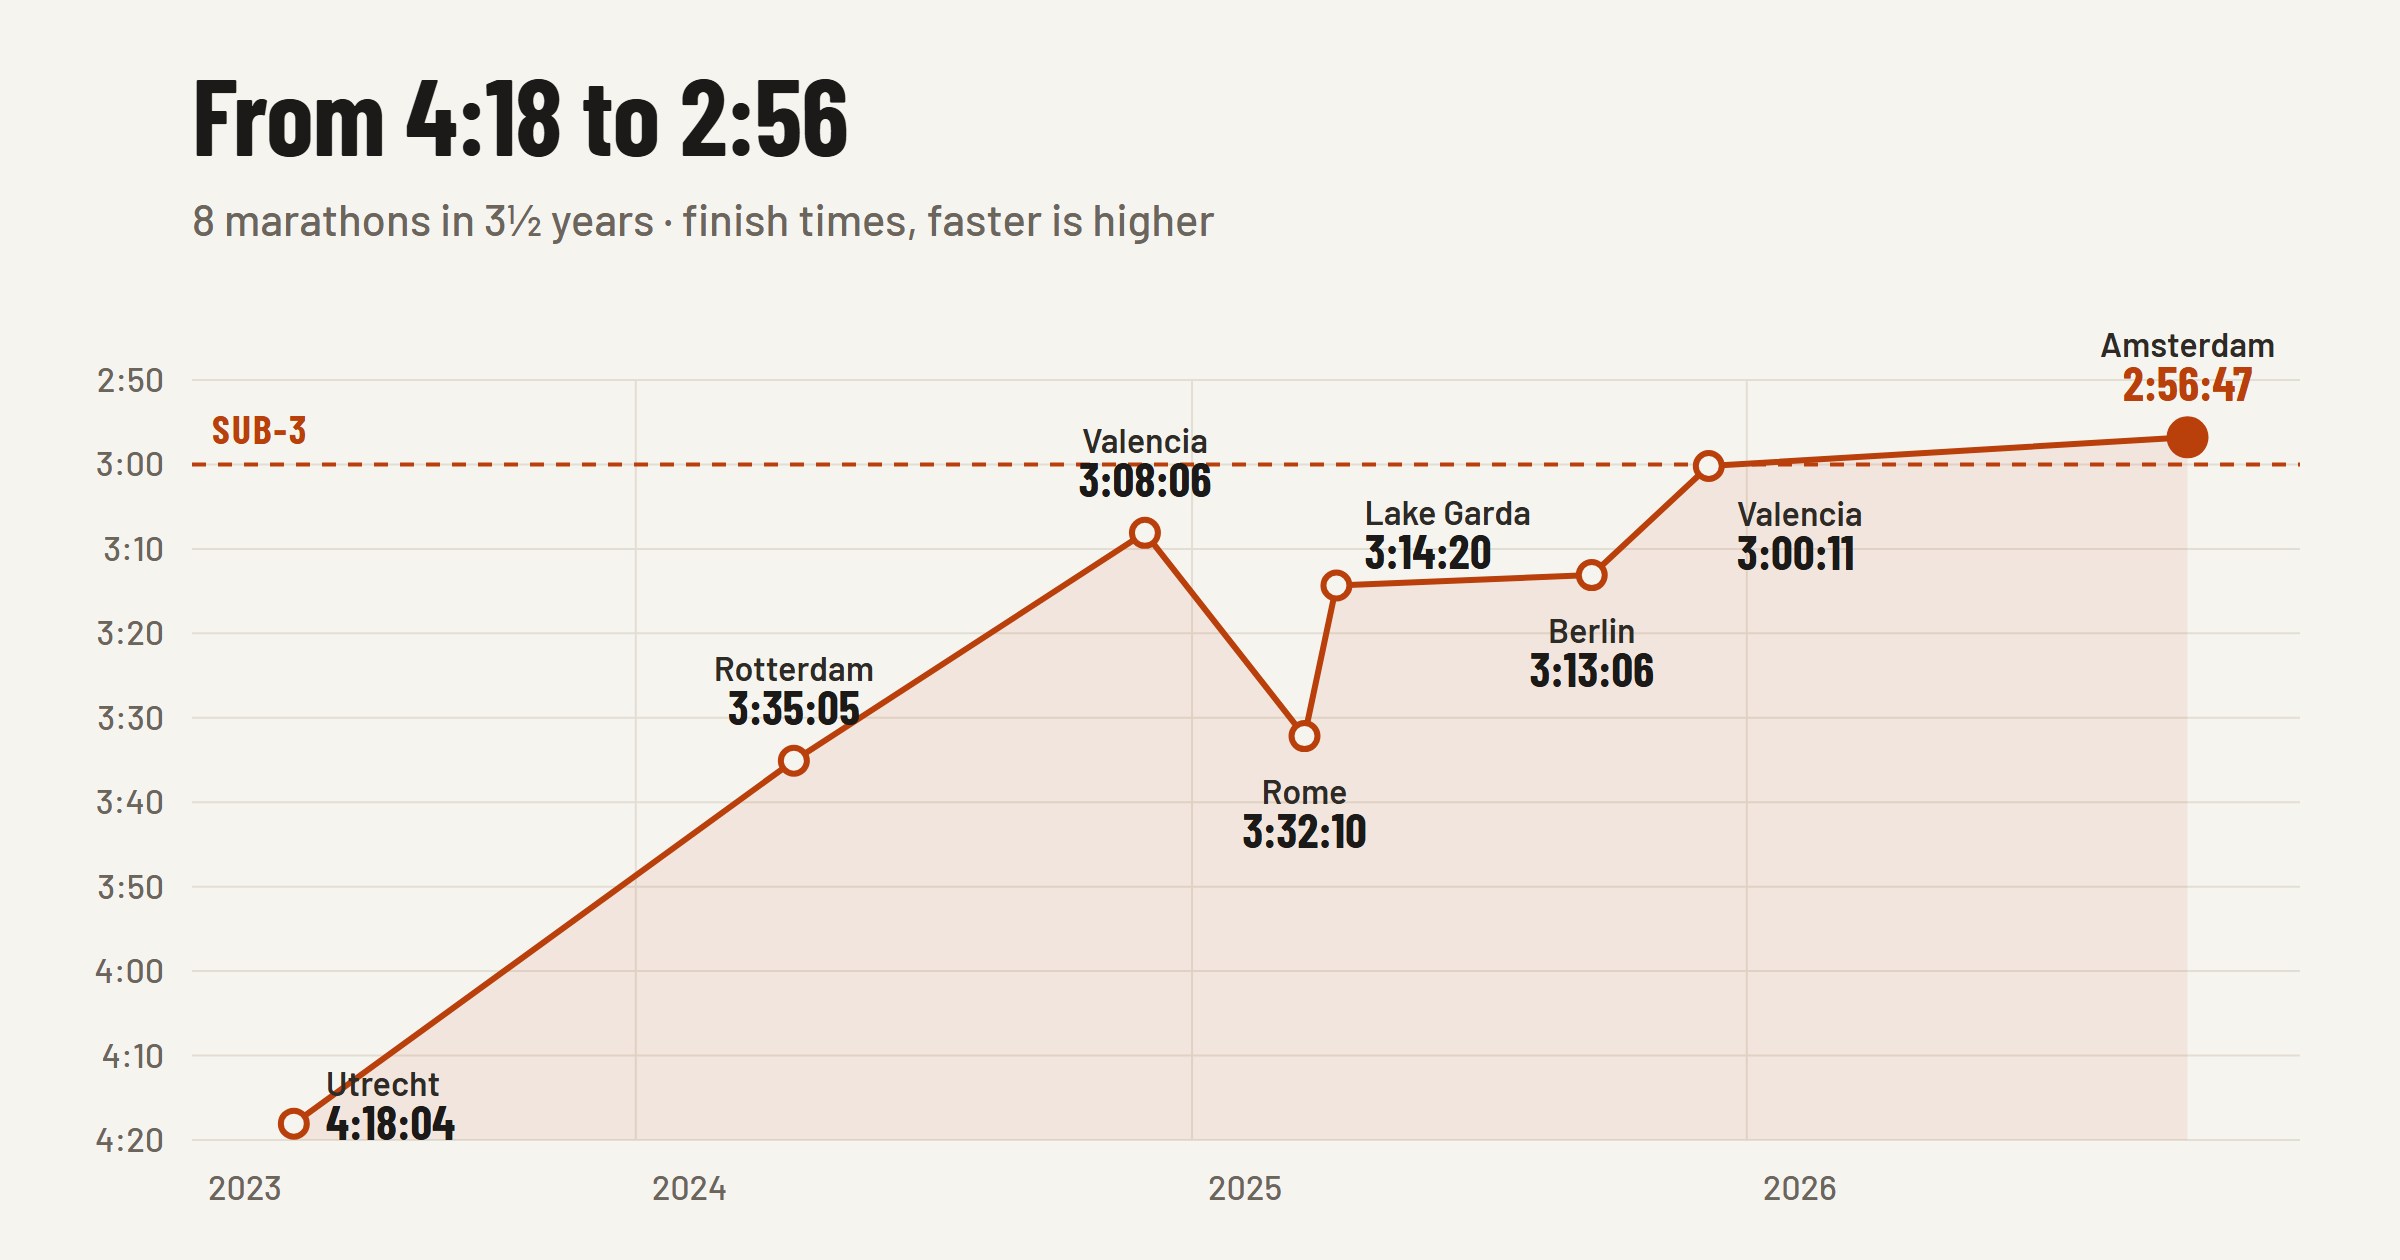 From 4:18 to 2:56
8 marathons in 3½ years · finish times, faster is higher
Amsterdam
2:56:47
2:50
SUB-3
Valencia
3:08:06
3:00
Lake Garda
3:14:20
Valencia
3:00:11
3:10
Berlin
3:13:06
3:20
Rotterdam
3:35:05
3:30
Rome
3:32:10
3:40
3:50
4:00
4:10
Utrecht
4:18:04
4:20
2023
2024
2025
2026